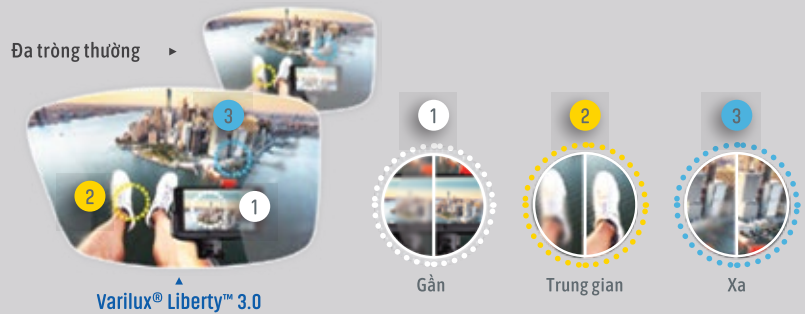 Đa tròng thường
3
2
1
Varilux® Liberty™ 3.0
1
2
3
Gần
Trung gian
Xa